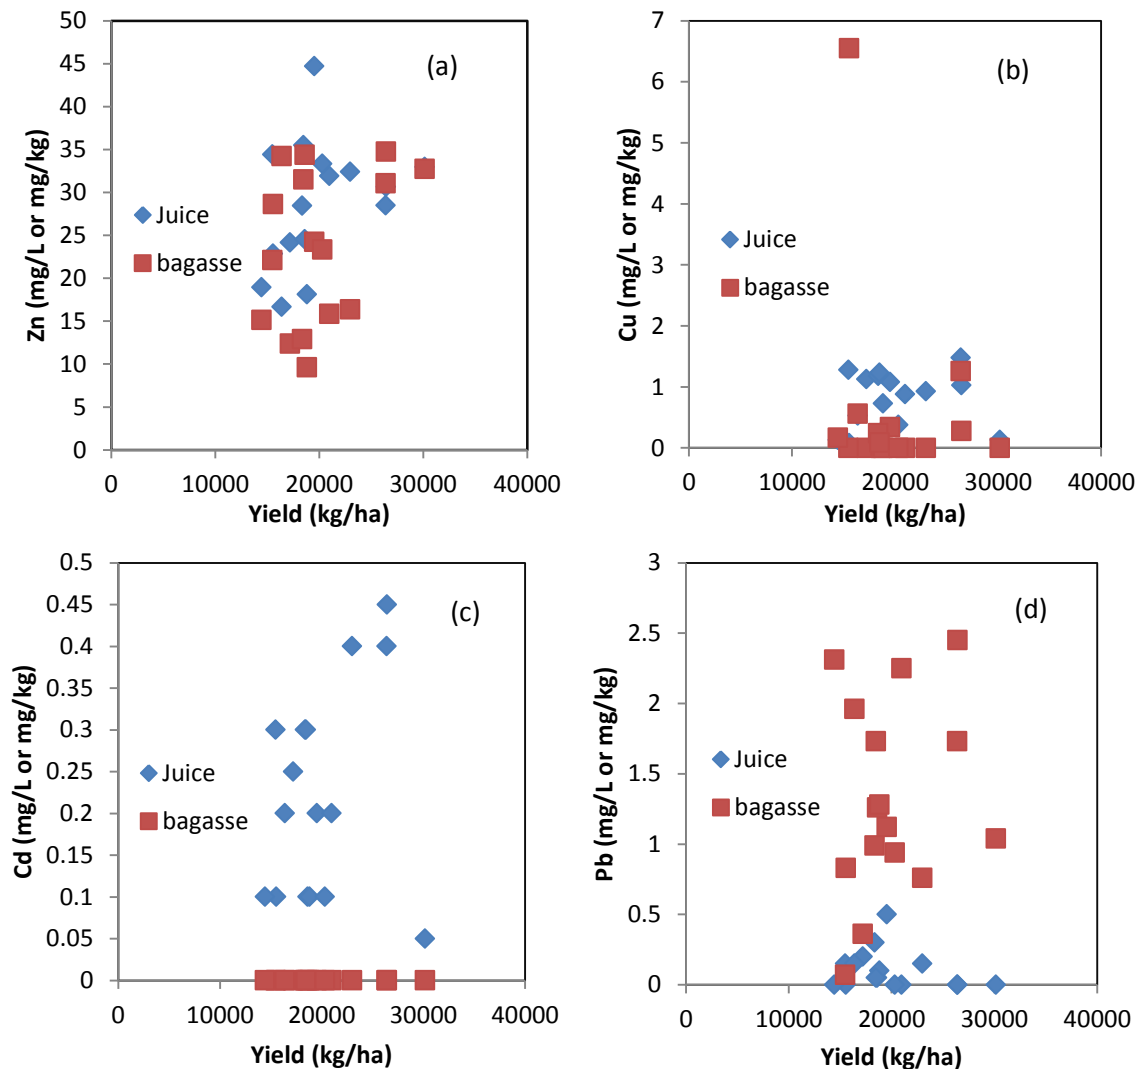 50
45
40
35
30
25
20
15
10
5
0
Zn (mg/L or mg/kg)
(a)
Juice
bagasse
0 10000 20000 30000 40000
Yield (kg/ha)
7
6
5
4
3
2
1
0
Cu (mg/L or mg/kg)
(b)
Juice
bagasse
0 10000 20000 30000 40000
Yield (kg/ha)
0.5
0.45
0.4
0.35
0.3
0.25
0.2
0.15
0.1
0.05
0
Cd (mg/L or mg/kg)
(c)
Juice
bagasse
0 10000 20000 30000 40000
Yield (kg/ha)
3
2.5
2
1.5
1
0.5
0
Pb (mg/L or mg/kg)
(d)
Juice
bagasse
0 10000 20000 30000 40000
Yield (kg/ha)